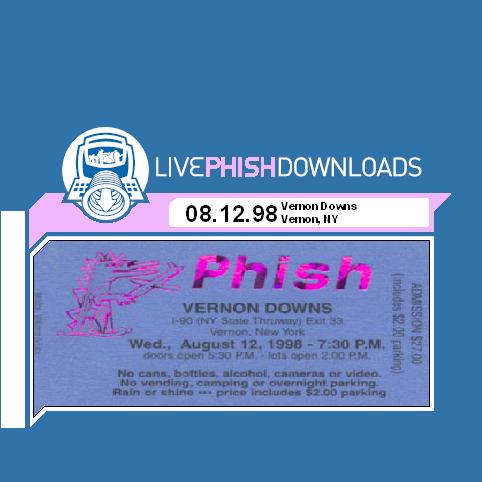 LIVEPHISHDOWNLOADS
08.12.98
Vernon Downs
Vernon, NY
Phish
VERNON DOWNS
I-90 (NY State Thruway) Exit 33
Vernon, New York
Wed., August 12, 1998 - 7:30 P.M.
doors open 5:30 P.M. - lots open 2:00 P.M.
No cans, bottles, alcohol, cameras or video.
No vending, camping or overnight parking.
Rain or shine ••• price includes $2.00 parking
ADMISSION $27.00
(includes $2.00 parking)